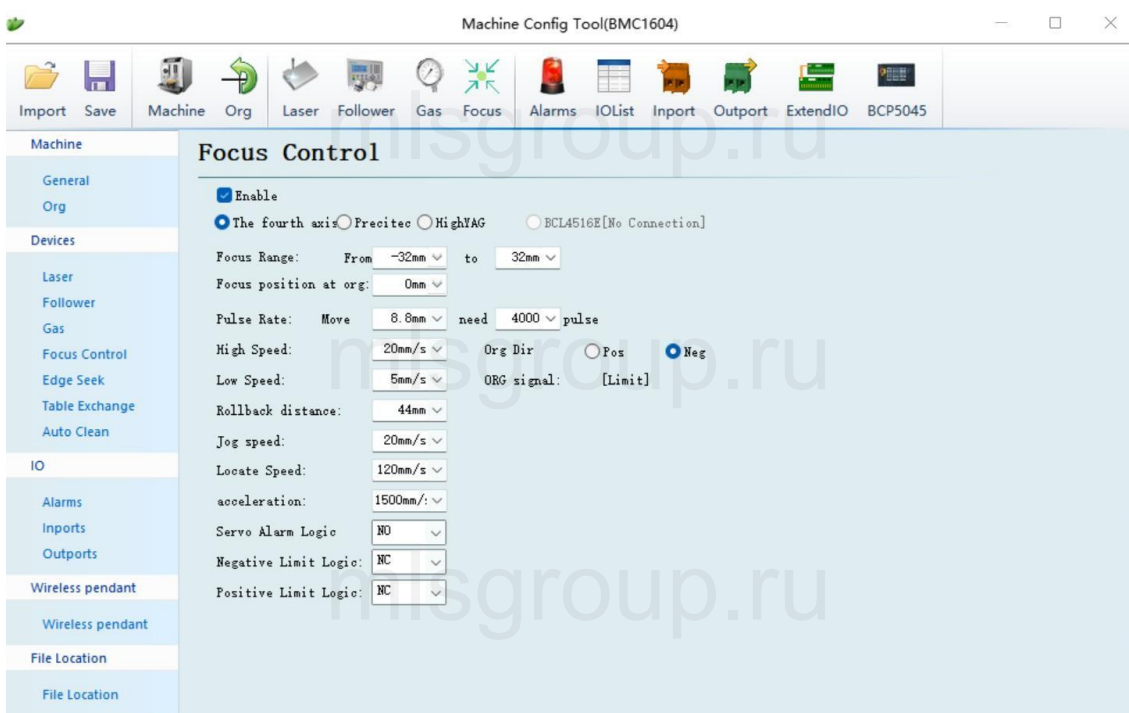 Machine Config Tool(BMC1604)
Import Save Machine Org Laser Follower Gas Focus Alarms IOList Inport Outport ExtendIO BCP5045
Machine
General
Org
Devices
Laser
Follower
Gas
Focus Control
Edge Seek
Table Exchange
Auto Clean
IO
Alarms
Inports
Outports
Wireless pendant
Wireless pendant
File Location
File Location
Focus Control
Enable
The fourth axis Precitec HighYAG BCL4516E[No Connection]
Focus Range: From -32mm to 32mm
Focus position at org: 0mm
Pulse Rate: Move 8.8mm need 4000 pulse
High Speed: 20mm/s Org Dir Pos Neg
Low Speed: 5mm/s ORG signal: [Limit]
Rollback distance: 44mm
Jog speed: 20mm/s
Locate Speed: 120mm/s
acceleration: 1500mm/:
Servo Alarm Logic NO
Negative Limit Logic: NC
Positive Limit Logic: NC
mlsgroup.ru
mlsgroup.ru
mlsgroup.ru